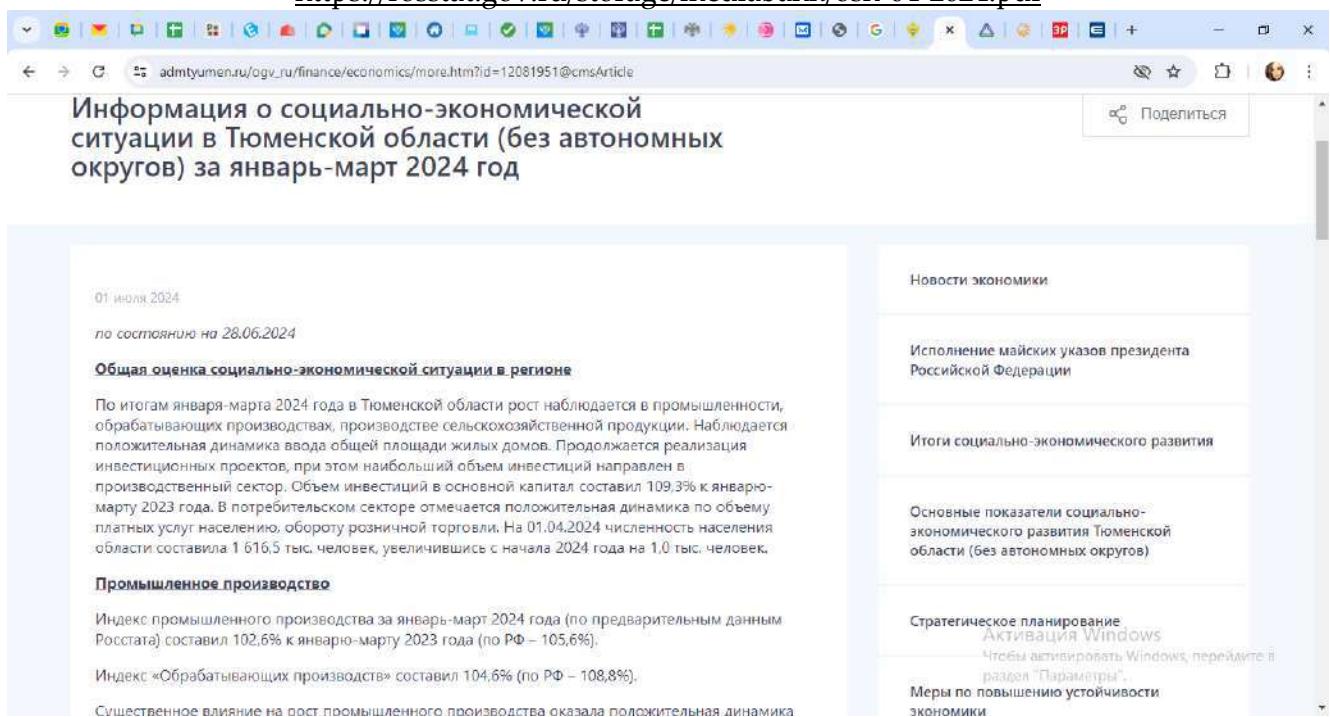 admtyumen.ru/ogv_ru/finance/economics/more.htm?id=12081951@cmsArticle
Информация о социально-экономической
ситуации в Тюменской области (без автономных
округов) за январь-март 2024 год
Поделиться
01 июля 2024
по состоянию на 28.06.2024
Общая оценка социально-экономической ситуации в регионе
По итогам января-марта 2024 года в Тюменской области рост наблюдается в промышленности,
обрабатывающих производствах, производстве сельскохозяйственной продукции. Наблюдается
положительная динамика ввода общей площади жилых домов. Продолжается реализация
инвестиционных проектов, при этом наибольший объем инвестиций направлен в
производственный сектор. Объем инвестиций в основной капитал составил 109,3% к январю-
марту 2023 года. В потребительском секторе отмечается положительная динамика по объему
платных услуг населению, обороту розничной торговли. На 01.04.2024 численность населения
области составила 1 616,5 тыс. человек, увеличившись с начала 2024 года на 1,0 тыс. человек.
Промышленное производство
Индекс промышленного производства за январь-март 2024 года (по предварительным данным
Росстата) составил 102,6% к январю-марту 2023 года (по РФ – 105,6%).
Индекс «Обрабатывающих производств» составил 104,6% (по РФ – 108,8%).
Существенное влияние на рост промышленного производства оказала положительная динамика
Новости экономики
Исполнение майских указов президента
Российской Федерации
Итоги социально-экономического развития
Основные показатели социально-
экономического развития Тюменской
области (без автономных округов)
Стратегическое планирование
Активация Windows
Чтобы активировать Windows, перейдите в
раздел "Параметры".
Меры по повышению устойчивости
экономики